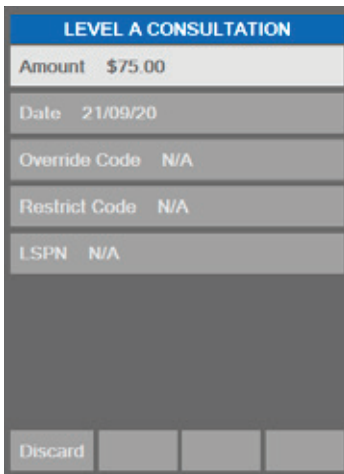 LEVEL A CONSULTATION
Amount $75.00
Date 21/09/20
Override Code N/A
Restrict Code N/A
LSPN N/A
Discard